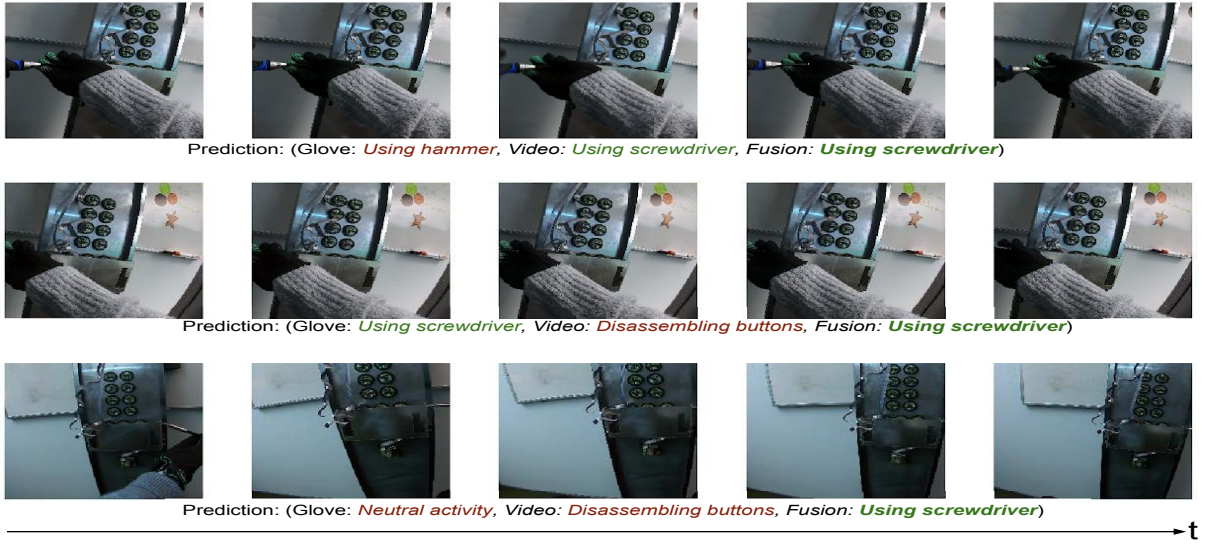 Prediction: (Glove: Using hammer, Video: Using screwdriver, Fusion: Using screwdriver)
Prediction: (Glove: Using screwdriver, Video: Disassembling buttons, Fusion: Using screwdriver)
Prediction: (Glove: Neutral activity, Video: Disassembling buttons, Fusion: Using screwdriver)
t